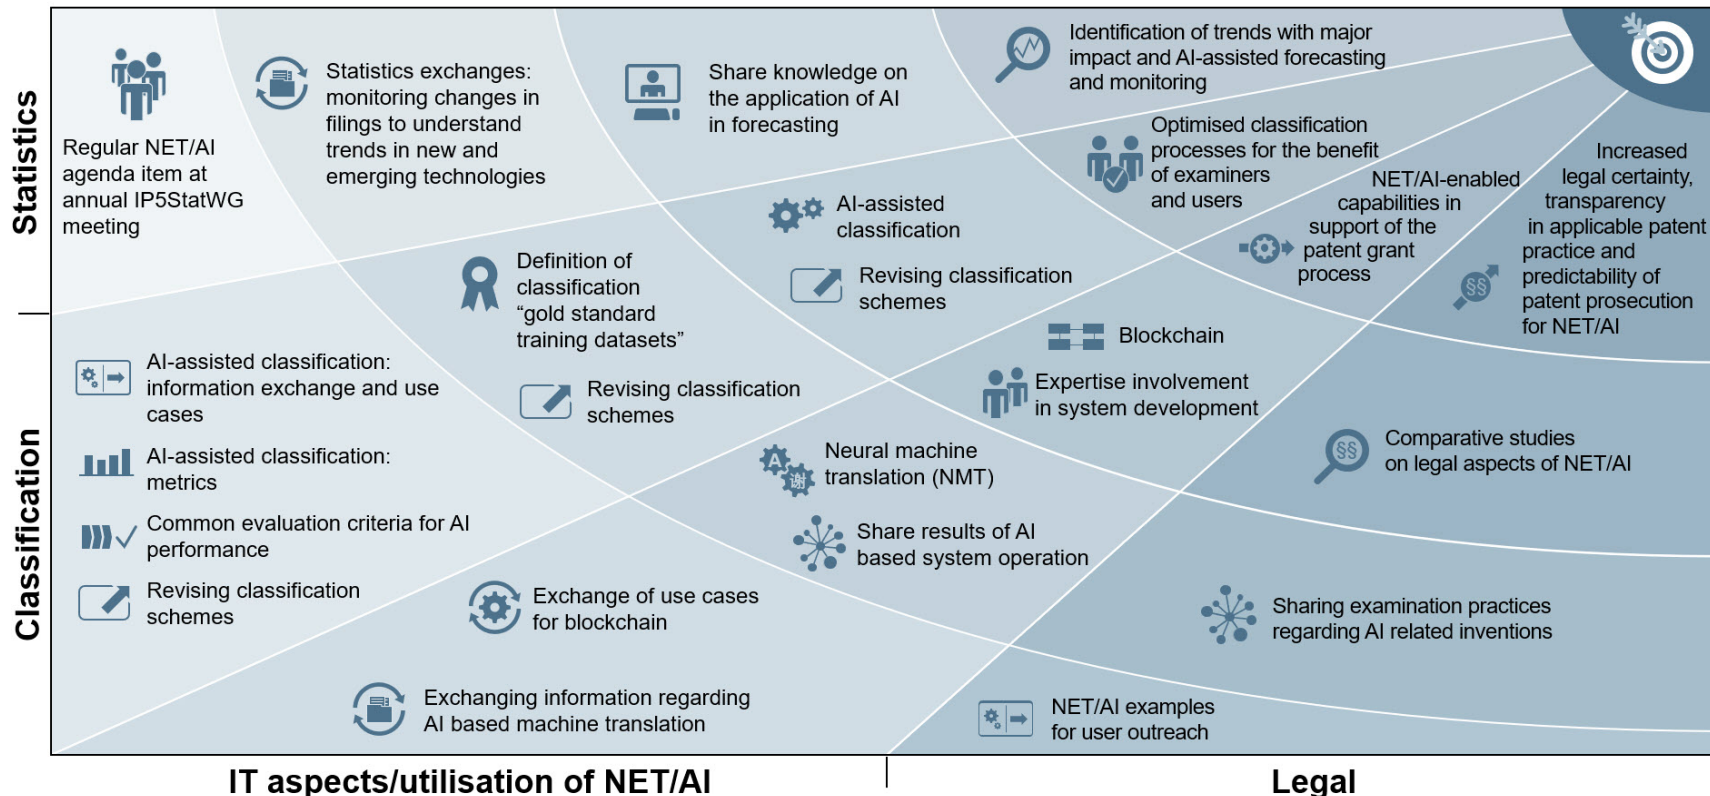 Statistics
Classification
Regular NET/AI
agenda item at
annual IP5StatWG
meeting
Statistics exchanges:
monitoring changes in
filings to understand
trends in new and
emerging technologies
Share knowledge on
the application of AI
in forecasting
Identification of trends with major
impact and AI-assisted forecasting
and monitoring
AI-assisted classification:
information exchange and use
cases
AI-assisted classification:
metrics
Common evaluation criteria for AI
performance
Revising classification
schemes
Definition of
classification
“gold standard
training datasets”
Revising classification
schemes
AI-assisted
classification
Revising classification
schemes
Optimised classification
processes for the benefit
of examiners
and users
Exchanging information regarding
AI based machine translation
Exchange of use cases
for blockchain
A
谢
Neural machine
translation (NMT)
Share results of AI
based system operation
Blockchain
Expertise involvement
in system development
NET/AI-enabled
capabilities in
support of the
patent grant
process
NET/AI examples
for user outreach
Sharing examination practices
regarding AI related inventions
§§
Comparative studies
on legal aspects of NET/AI
§§
Increased
legal certainty,
transparency
in applicable patent
practice and
predictability of
patent prosecution
for NET/AI
IT aspects/utilisation of NET/AI
Legal